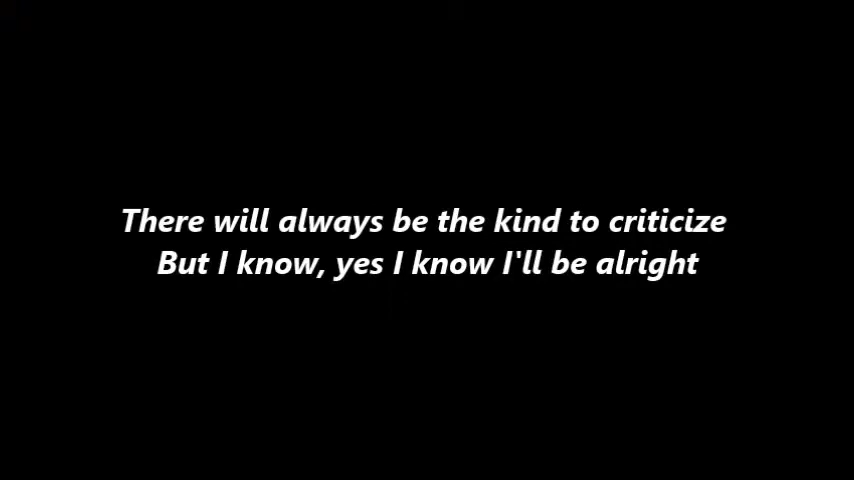 There will always be the kind to criticize
But I know, yes I know I'll be alright